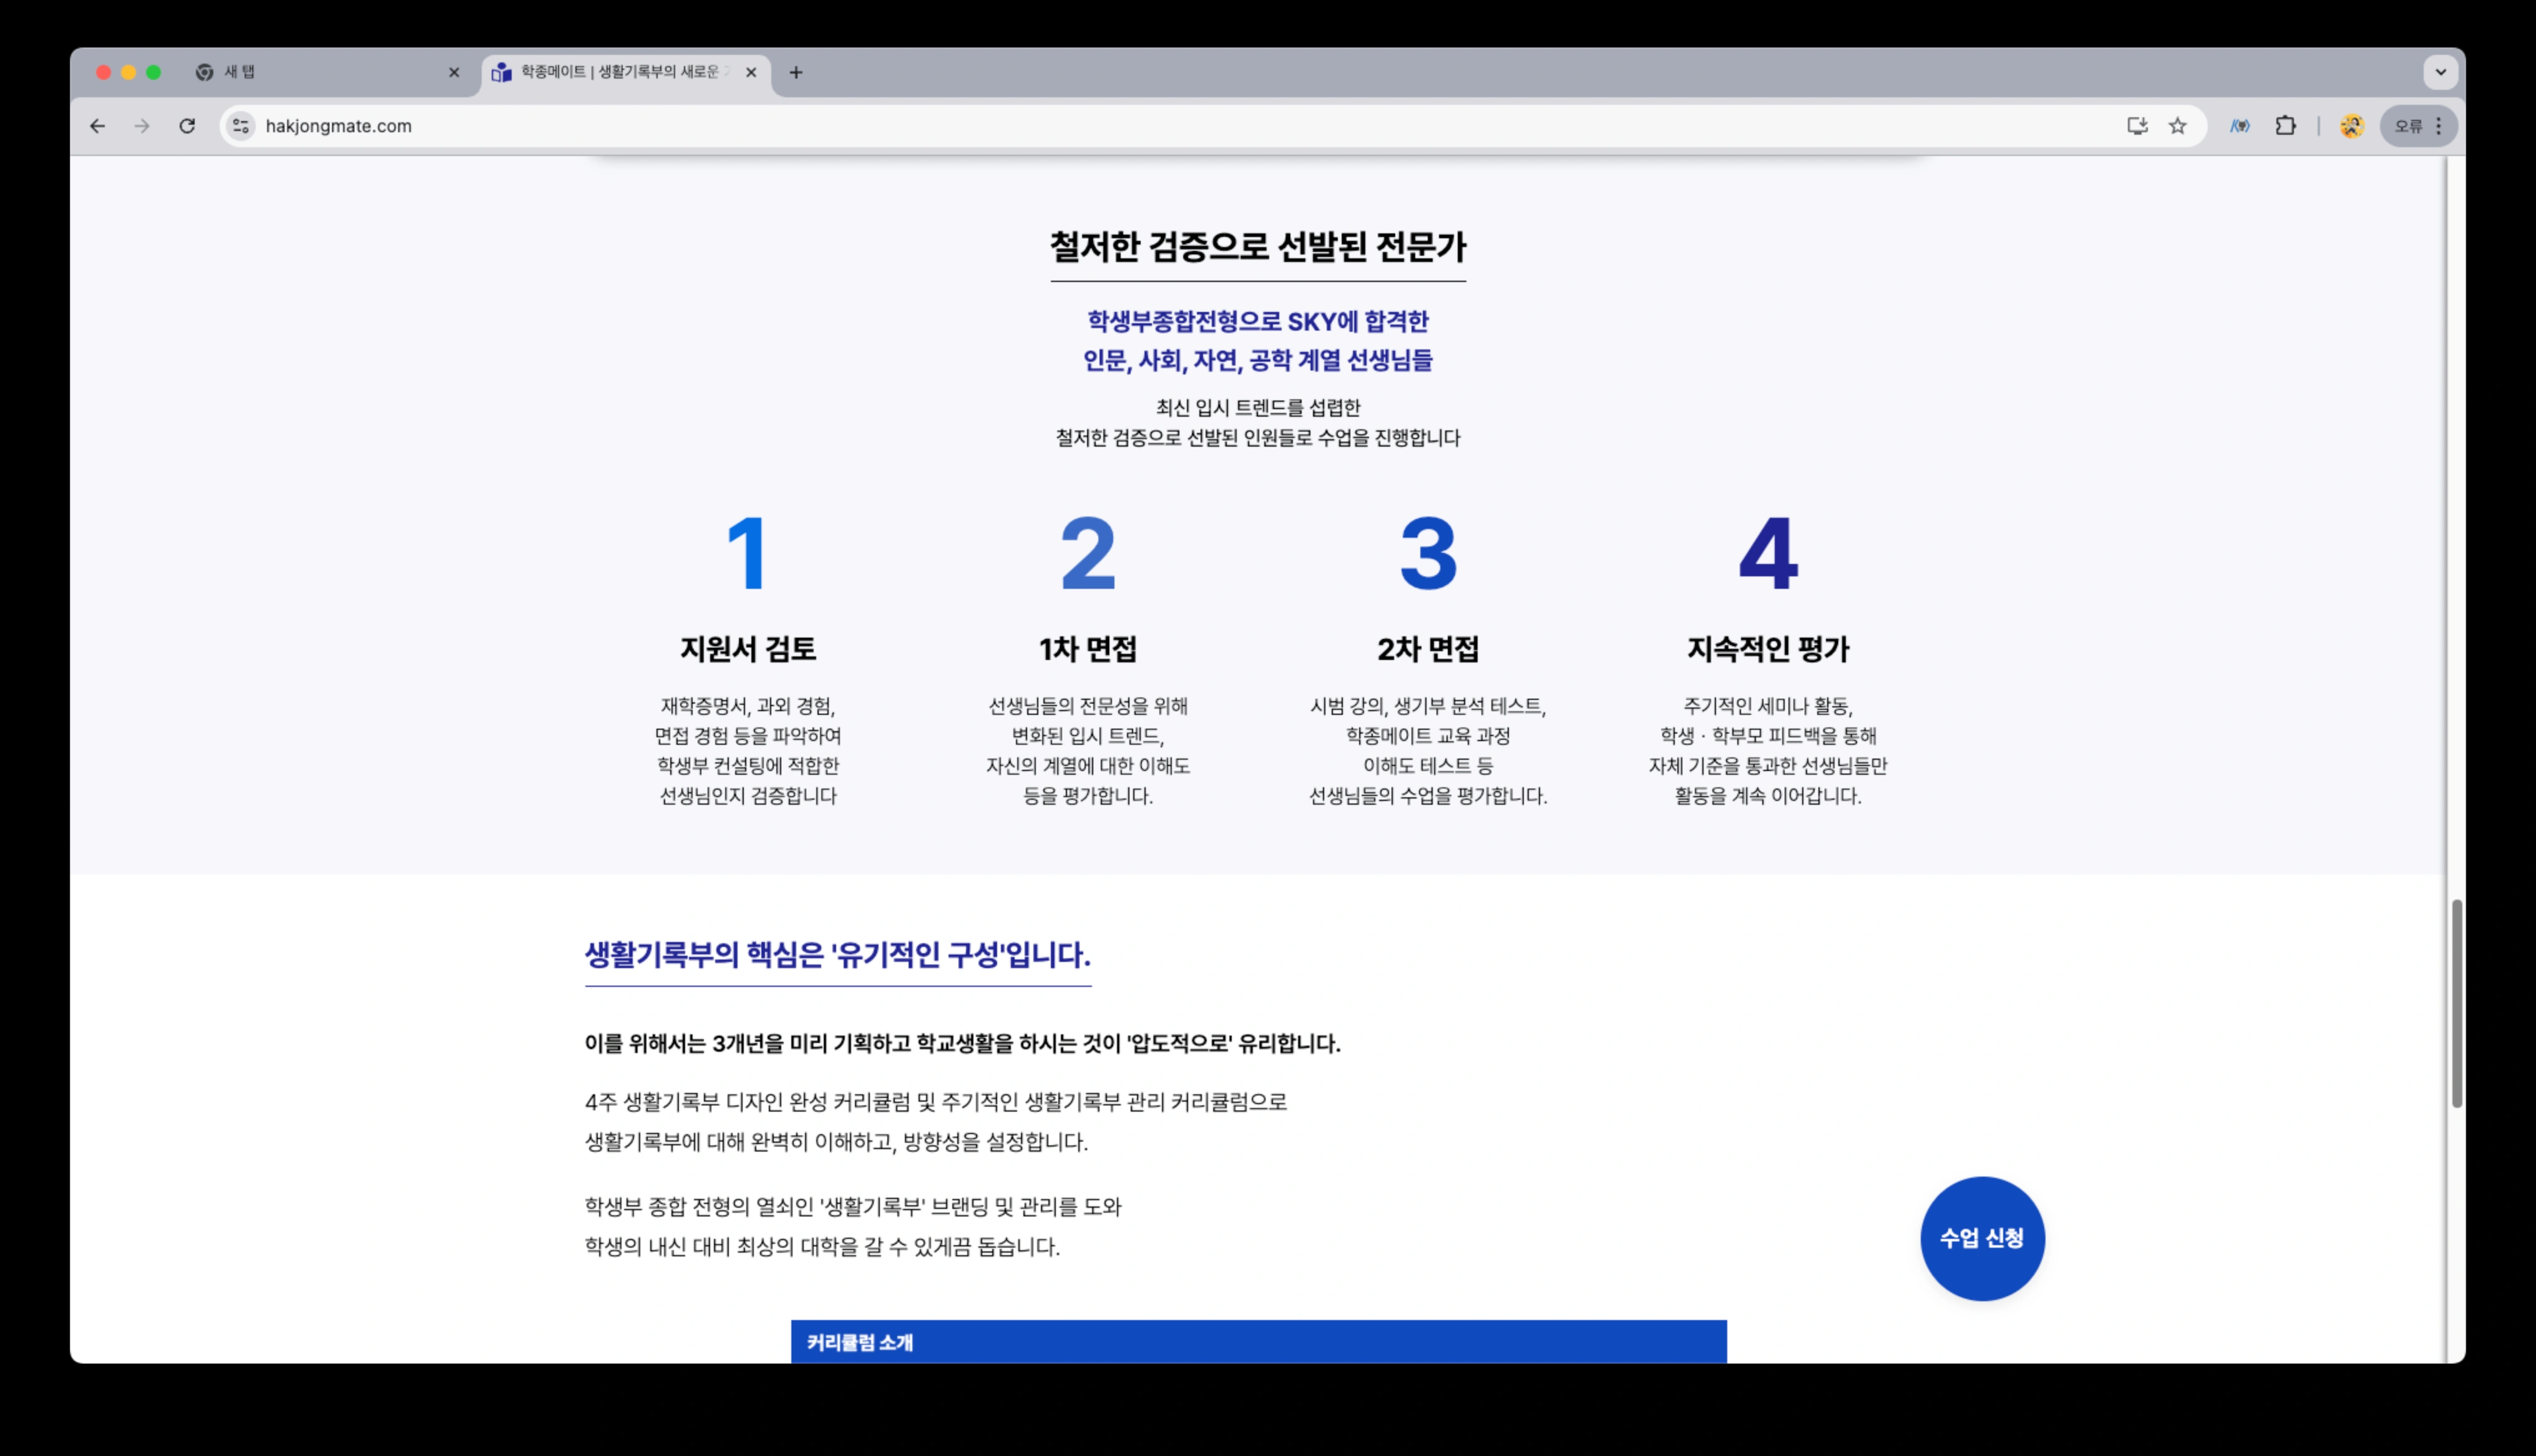 새 탭
학종메이트 | 생활기록부의 새로운
hakjongmate.com
오류
철저한 검증으로 선발된 전문가
학생부종합전형으로 SKY에 합격한
인문, 사회, 자연, 공학 계열 선생님들
최신 입시 트렌드를 섭렵한
철저한 검증으로 선발된 인원들로 수업을 진행합니다
1
지원서 검토
재학증명서, 과외 경험,
면접 경험 등을 파악하여
학생부 컨설팅에 적합한
선생님인지 검증합니다
2
1차 면접
선생님들의 전문성을 위해
변화된 입시 트렌드,
자신의 계열에 대한 이해도
등을 평가합니다.
3
2차 면접
시범 강의, 생기부 분석 테스트,
학종메이트 교육 과정
이해도 테스트 등
선생님들의 수업을 평가합니다.
4
지속적인 평가
주기적인 세미나 활동,
학생 · 학부모 피드백을 통해
자체 기준을 통과한 선생님들만
활동을 계속 이어갑니다.
생활기록부의 핵심은 '유기적인 구성'입니다.
이를 위해서는 3개년을 미리 기획하고 학교생활을 하시는 것이 '압도적으로' 유리합니다.
4주 생활기록부 디자인 완성 커리큘럼 및 주기적인 생활기록부 관리 커리큘럼으로
생활기록부에 대해 완벽히 이해하고, 방향성을 설정합니다.
학생부 종합 전형의 열쇠인 '생활기록부' 브랜딩 및 관리를 도와
학생의 내신 대비 최상의 대학을 갈 수 있게끔 돕습니다.
수업 신청
커리큘럼 소개